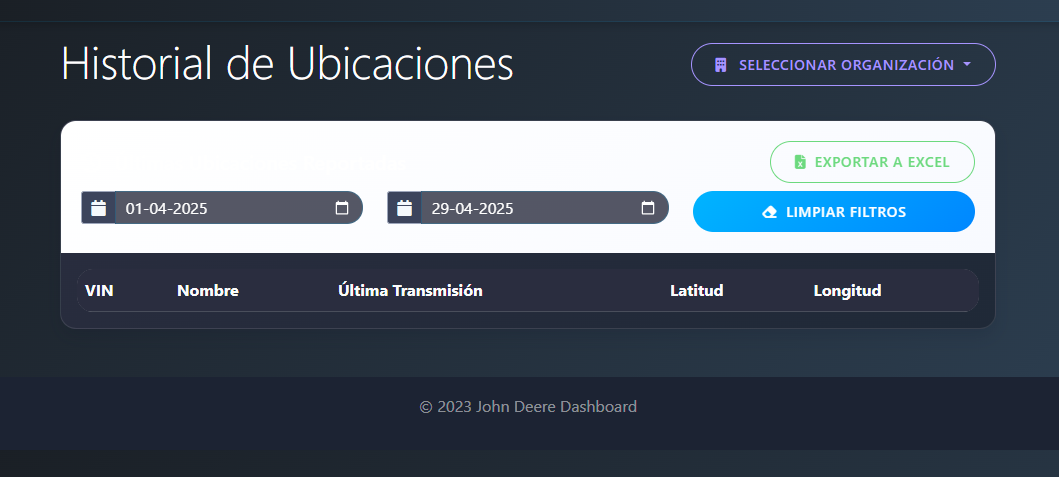 Historial de Ubicaciones
SELECCIONAR ORGANIZACIÓN
EXPORTAR A EXCEL
01-04-2025
29-04-2025
LIMPIAR FILTROS
VIN Nombre Última Transmisión Latitud Longitud
© 2023 John Deere Dashboard